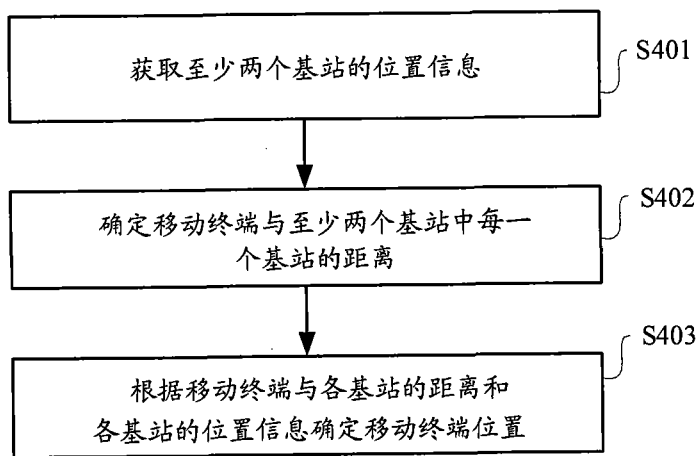 获取至少两个基站的位置信息
S401
确定移动终端与至少两个基站中每一
个基站的距离
S402
根据移动终端与各基站的距离和
各基站的位置信息确定移动终端位置
S403